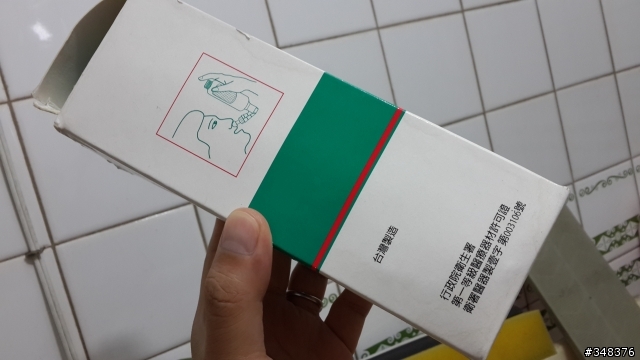 台灣製造
行政院衛生署
第一等級醫療器材許可證
衛署醫器製壹字 第003106號
#348376